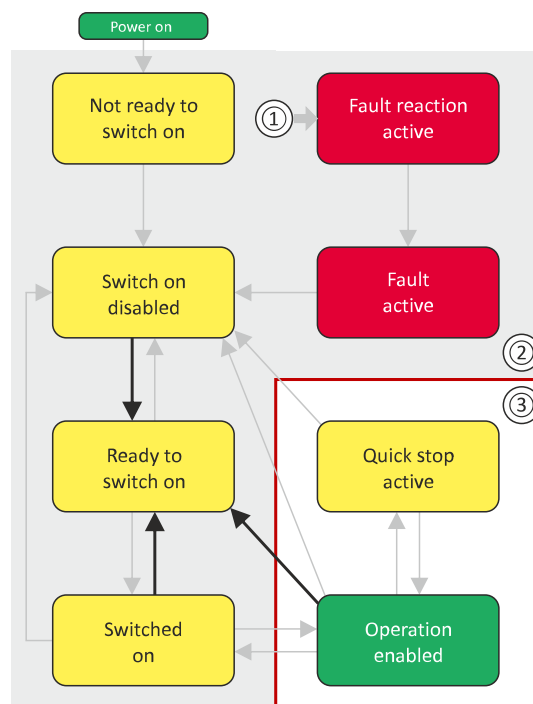 Power on
Not ready to
switch on
①
Fault reaction
active
Switch on
disabled
Fault
active
②
③
Ready to
switch on
Quick stop
active
Switched
on
Operation
enabled